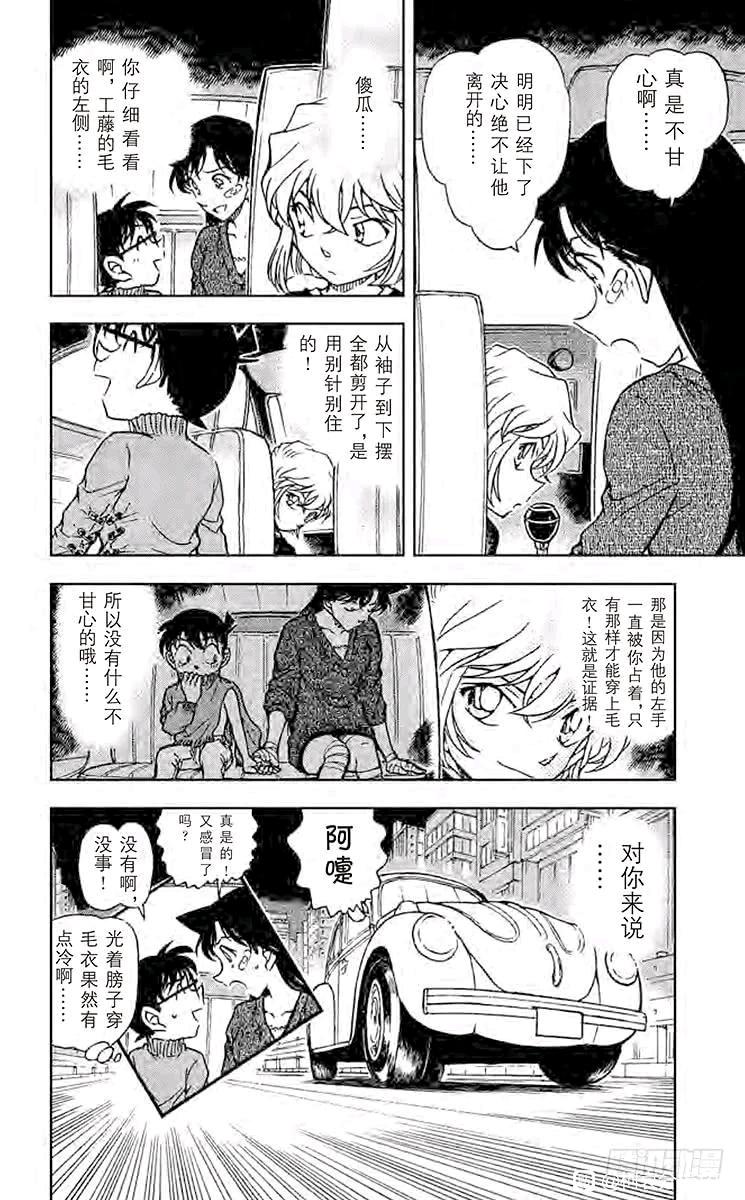 真是不甘
心啊……
明明已经下了
决心绝不让他
离开的……
傻瓜……
你仔细看看
啊，工藤的毛
衣的左侧……
从袖子到下摆
全都剪开了，是
用别针别住
的！
那是因为他的左手
一直被你占着，只
有那样才能穿上毛
衣！这就是证据！
所以没有什么不
甘心的哦……
对你来说
……
阿嚏
真是的！
又感冒了
吗？
没有啊，
没事！
光着膀子穿
毛衣果然有
点冷啊……